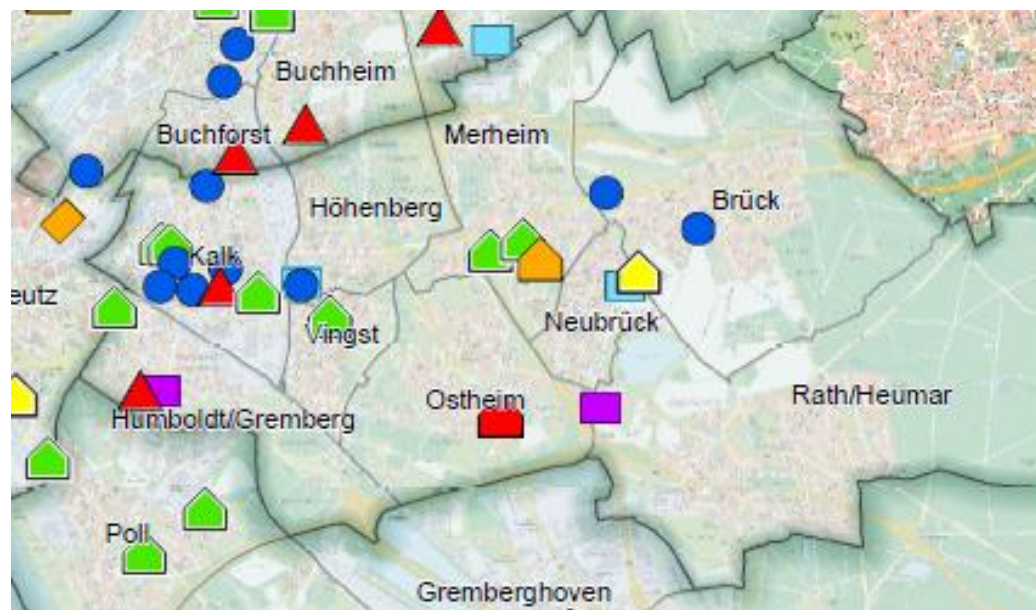 Buchheim
Buchforst
Merheim
Höhenberg
Brück
Kalk
eutz
Vingst
Neubrück
Ostheim
Rath/Heumar
Humboldt/Gremberg
Poll
Gremberghoven